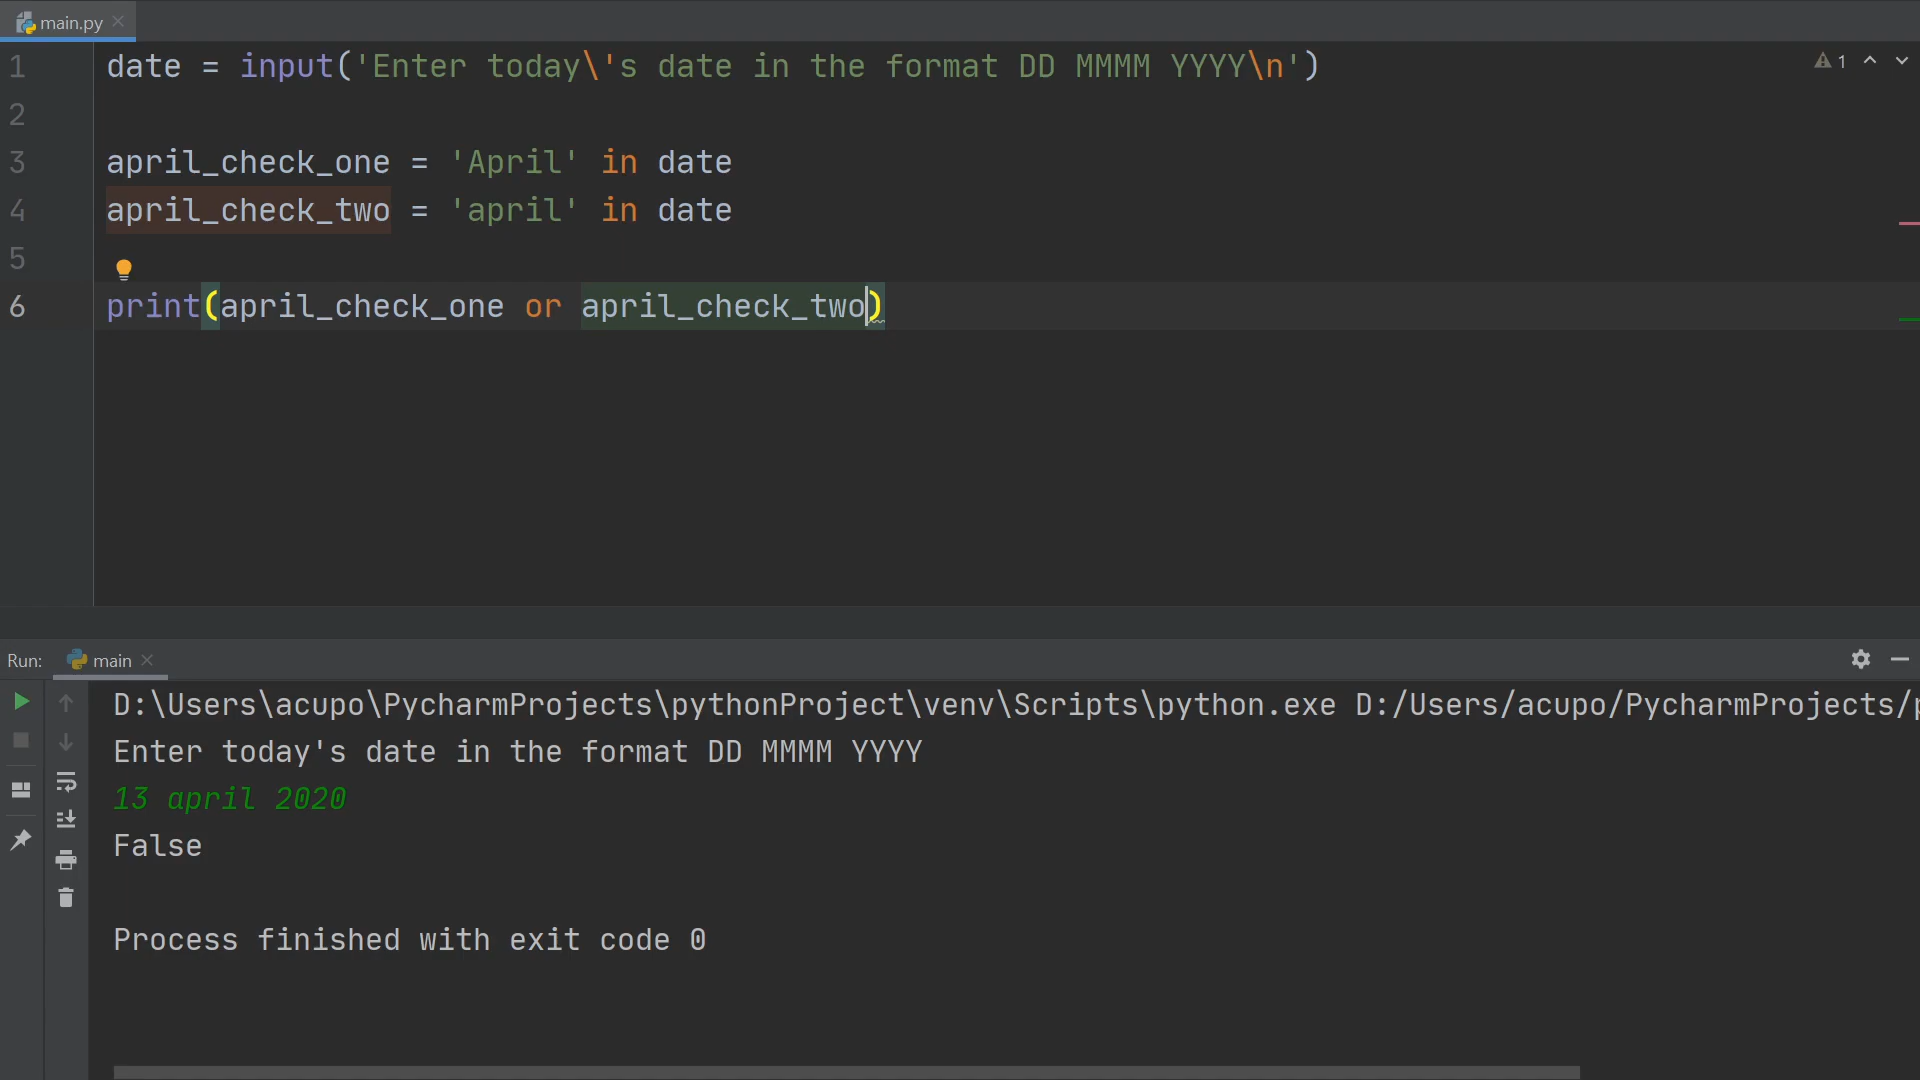 main.py
1 date = input('Enter today\'s date in the format DD MMMM YYYY\n')
1
2
3 april_check_one = 'April' in date
4 april_check_two = 'april' in date
5
6 print(april_check_one or april_check_two)
Run: main
D:\Users\acupo\PycharmProjects\pythonProject\venv\Scripts\python.exe D:/Users/acupo/PycharmProjects/p
Enter today's date in the format DD MMMM YYYY
13 april 2020
False
Process finished with exit code 0